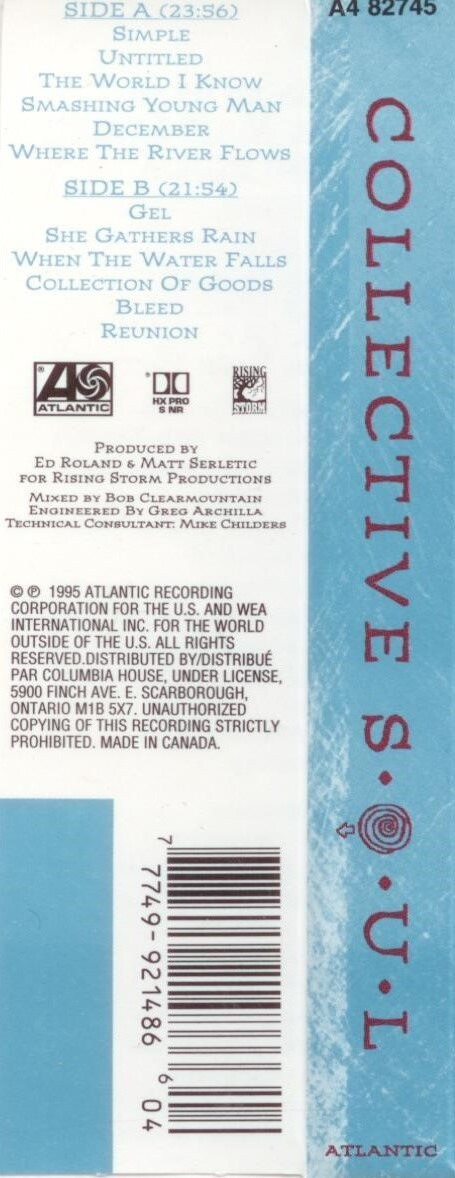 SIDE A (23:56)
SIMPLE
UNTITLED
THE WORLD I KNOW
SMASHING YOUNG MAN
DECEMBER
WHERE THE RIVER FLOWS
SIDE B (21:54)
GEL
SHE GATHERS RAIN
WHEN THE WATER FALLS
COLLECTION OF GOODS
BLEED
REUNION
® A ATLANTIC
HX PRO
S NR
RISING
STORM
PRODUCED BY
ED ROLAND & MATT SERLETIC
FOR RISING STORM PRODUCTIONS
MIXED BY BOB CLEARMOUNTAIN
ENGINEERED BY GREG ARCHILLA
TECHNICAL CONSULTANT: MIKE CHILDERS
© ℗ 1995 ATLANTIC RECORDING
CORPORATION FOR THE U.S. AND WEA
INTERNATIONAL INC. FOR THE WORLD
OUTSIDE OF THE U.S. ALL RIGHTS
RESERVED.DISTRIBUTED BY/DISTRIBUÉ
PAR COLUMBIA HOUSE, UNDER LICENSE,
5900 FINCH AVE. E. SCARBOROUGH,
ONTARIO M1B 5X7. UNAUTHORIZED
COPYING OF THIS RECORDING STRICTLY
PROHIBITED. MADE IN CANADA.
7 7749-921486 6 04
A4 82745
COLLECTIVE S•O•U•L
ATLANTIC